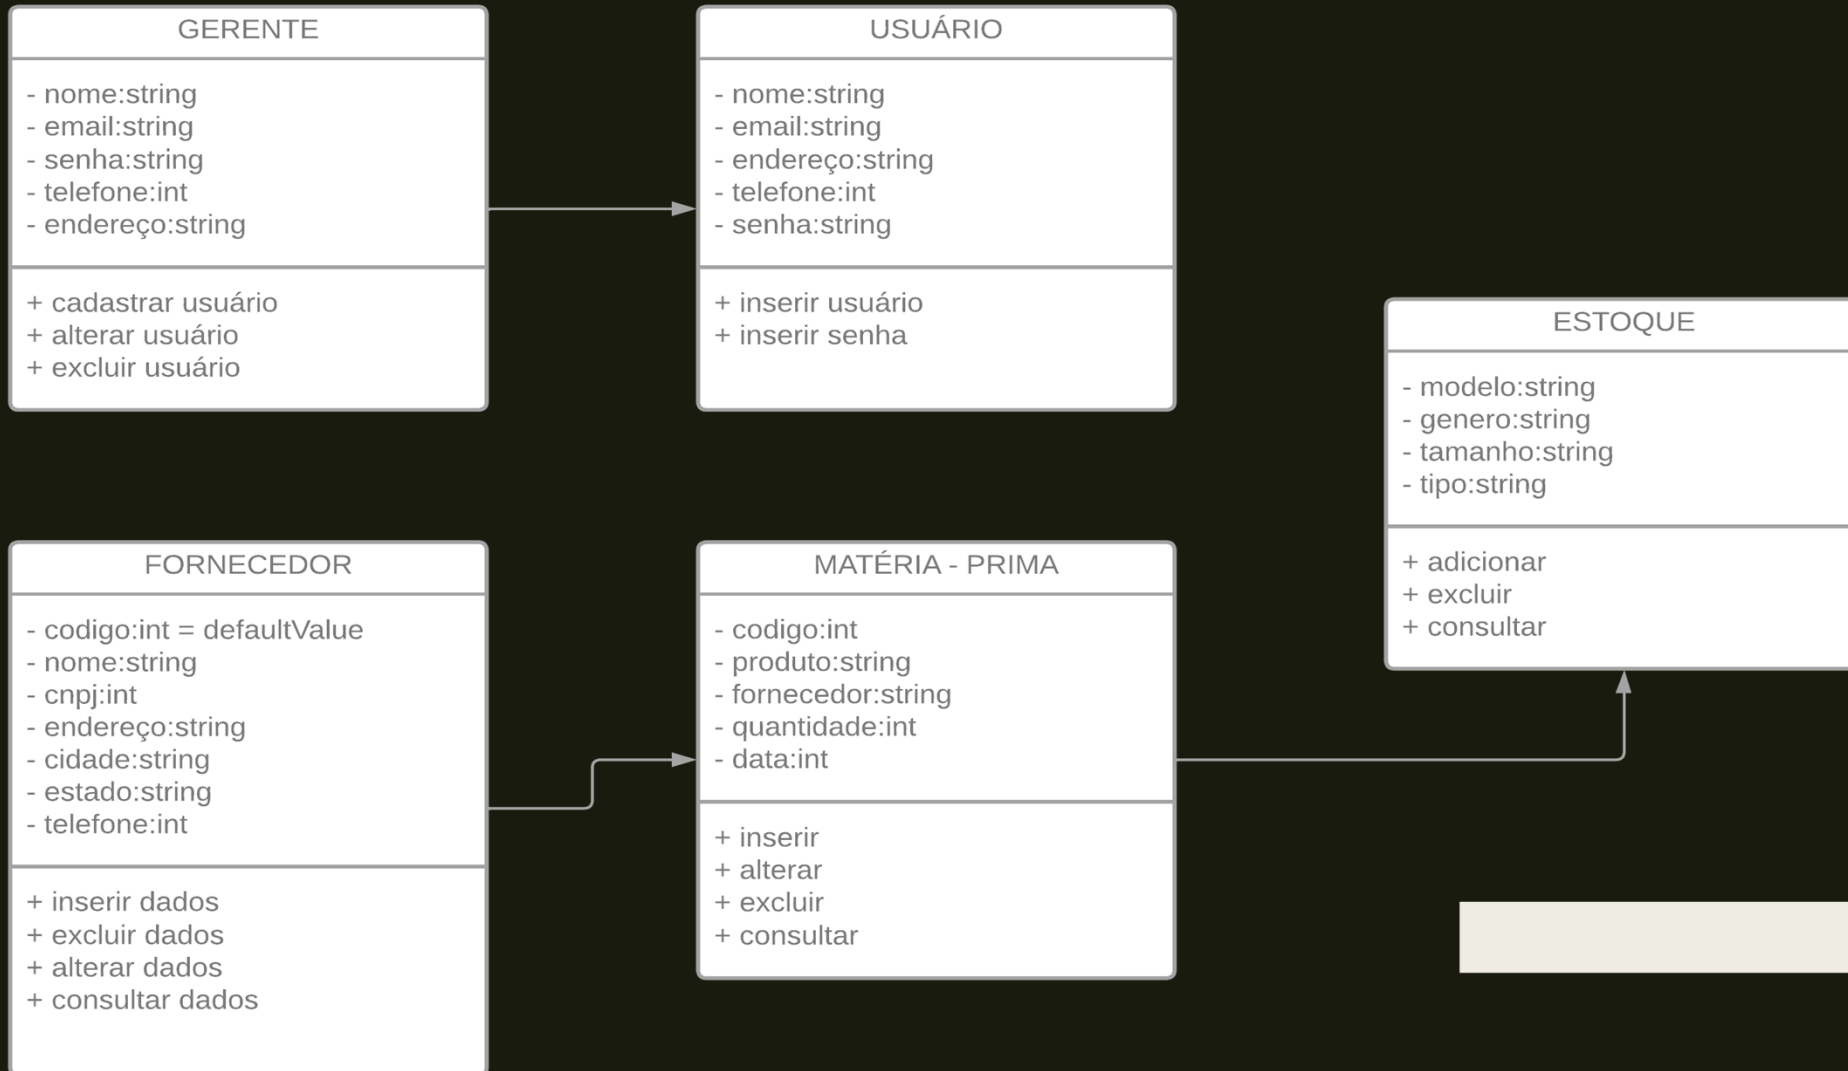 GERENTE
- nome:string
- email:string
- senha:string
- telefone:int
- endereço:string
+ cadastrar usuário
+ alterar usuário
+ excluir usuário
USUÁRIO
- nome:string
- email:string
- endereço:string
- telefone:int
- senha:string
+ inserir usuário
+ inserir senha
ESTOQUE
- modelo:string
- genero:string
- tamanho:string
- tipo:string
+ adicionar
+ excluir
+ consultar
FORNECEDOR
- codigo:int = defaultValue
- nome:string
- cnpj:int
- endereço:string
- cidade:string
- estado:string
- telefone:int
+ inserir dados
+ excluir dados
+ alterar dados
+ consultar dados
MATÉRIA - PRIMA
- codigo:int
- produto:string
- fornecedor:string
- quantidade:int
- data:int
+ inserir
+ alterar
+ excluir
+ consultar